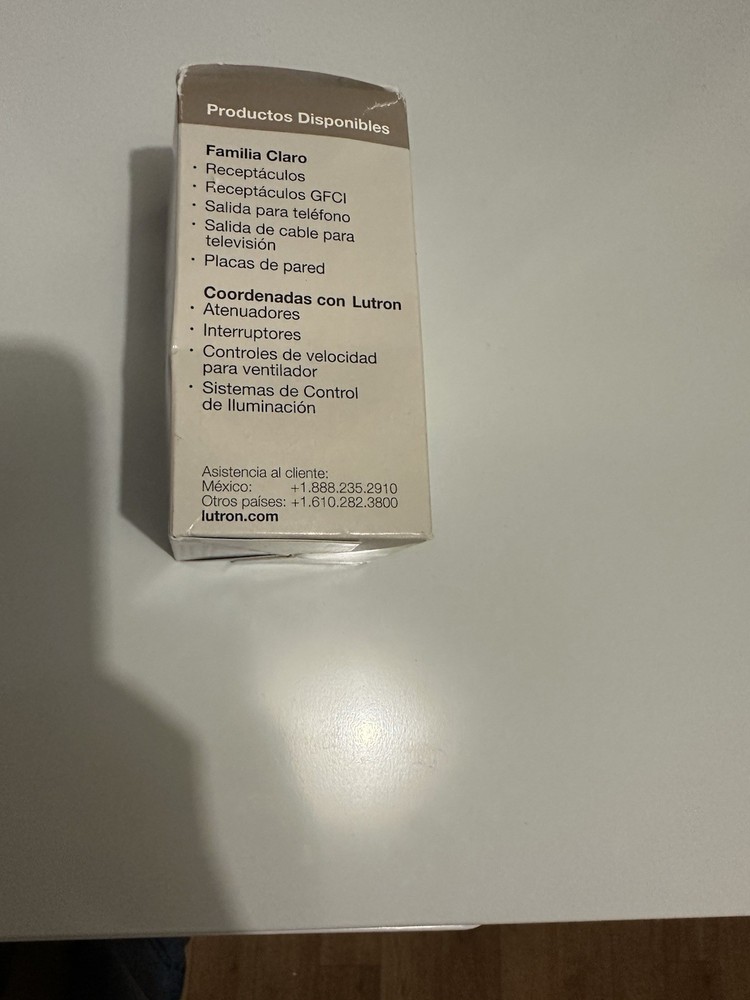 Productos Disponibles
Familia Claro
· Receptáculos
· Receptáculos GFCI
· Salida para teléfono
· Salida de cable para
televisión
· Placas de pared
Coordenadas con Lutron
· Atenuadores
· Interruptores
· Controles de velocidad
para ventilador
· Sistemas de Control
de Iluminación
Asistencia al cliente:
México: +1.888.235.2910
Otros países: +1.610.282.3800
lutron.com